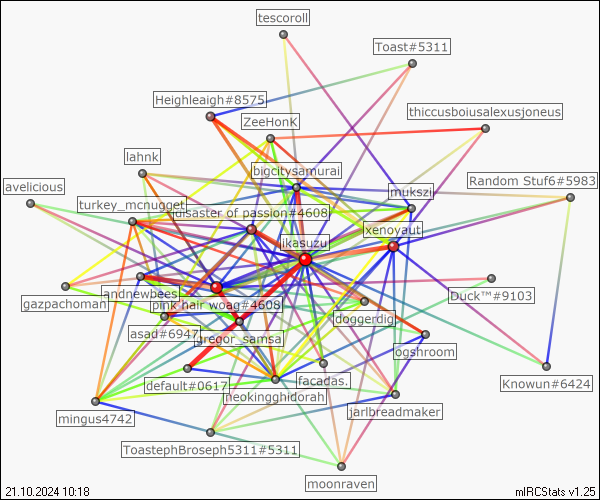 tescoroll
Toast#5311
Heighleaigh#8575
thiccusboiusalexusjoneus
ZeeHonK
lahnk
bigcitysamurai
Random Stuf6#5983
avelicious
mukszi
turkey_mcnugget
disaster of passion#4608
xenoyaut
jikasuzu
landnewbees
Duck™#9103
gazpachoman
pink hair woag#4608
doggerdig
asad#6947
gregor_samsa
ogshroom
default#0617
facadas.
Knowun#6424
neokingghidorah
mingus4742
jarlbreadmaker
ToastephBroseph5311#5311
moonraven
21.10.2024 10:18
mIRCStats v1.25